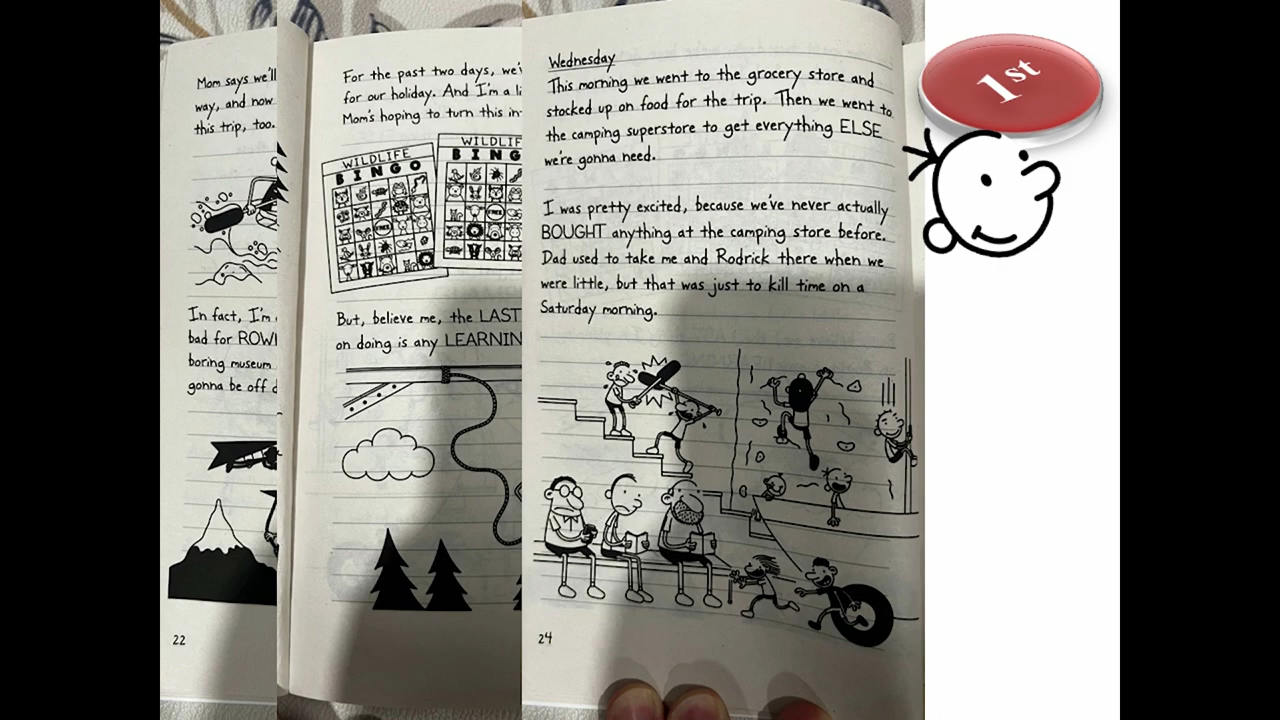 Mom says we'll
way, and now
this trip, too.
In fact, I'm
bad for
boring museum
gonna be off
22
For the past two days,
for our holiday. And I'm a
Mom's hoping to turn this
WILDLIFE
BINGO
FREE
WILDLIF
BING
FREE
But, believe me, the LAST
on doing is any LEARNIN
Wednesday
This morning we went to the grocery store and
stocked up on food for the trip. Then we went to
the camping superstore to get everything ELSE
we're gonna need.
I was pretty excited, because we've never actually
BOUGHT anything at the camping store before.
Dad used to take me and Rodrick there when we
were little, but that was just to kill time on a
Saturday morning.
24
1st